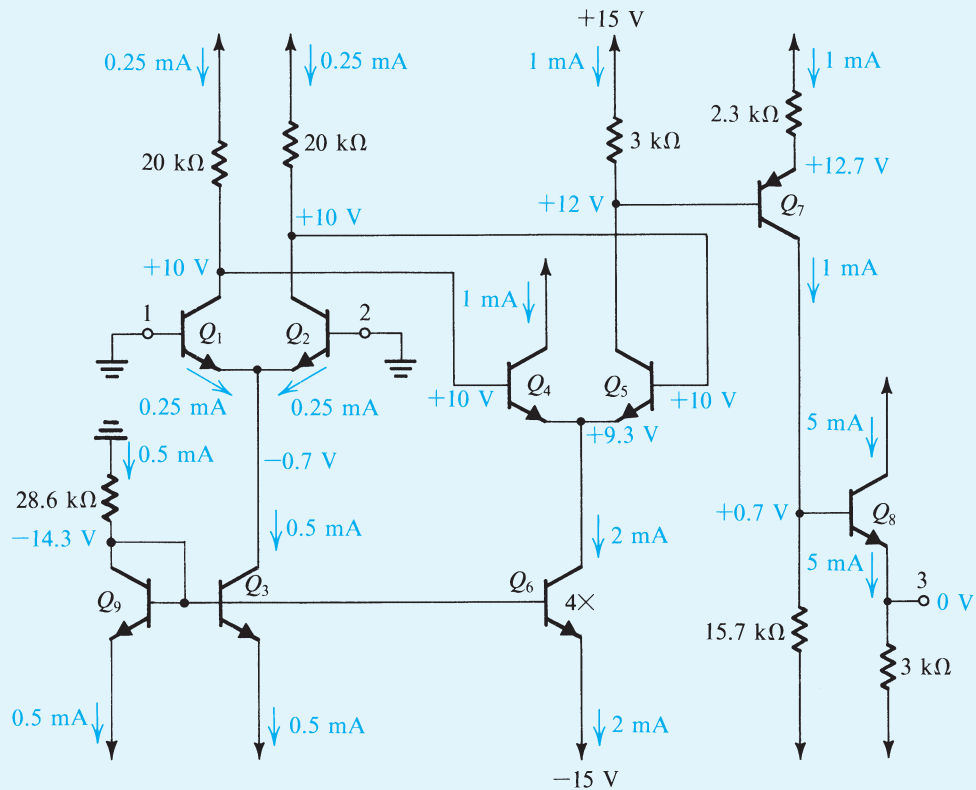 +15 V
0.25 mA
0.25 mA
1 mA
1 mA
20 kΩ
20 kΩ
3 kΩ
2.3 kΩ
+12.7 V
+10 V
+12 V
Q7
+10 V
1 mA
1 mA
1
Q1
Q2
2
Q4
Q5
+10 V
+10 V
0.25 mA
0.25 mA
+9.3 V
0.5 mA
−0.7 V
5 mA
28.6 kΩ
−14.3 V
0.5 mA
2 mA
+0.7 V
Q8
5 mA
Q9
Q3
Q6
4×
3
0 V
15.7 kΩ
3 kΩ
0.5 mA
0.5 mA
2 mA
−15 V